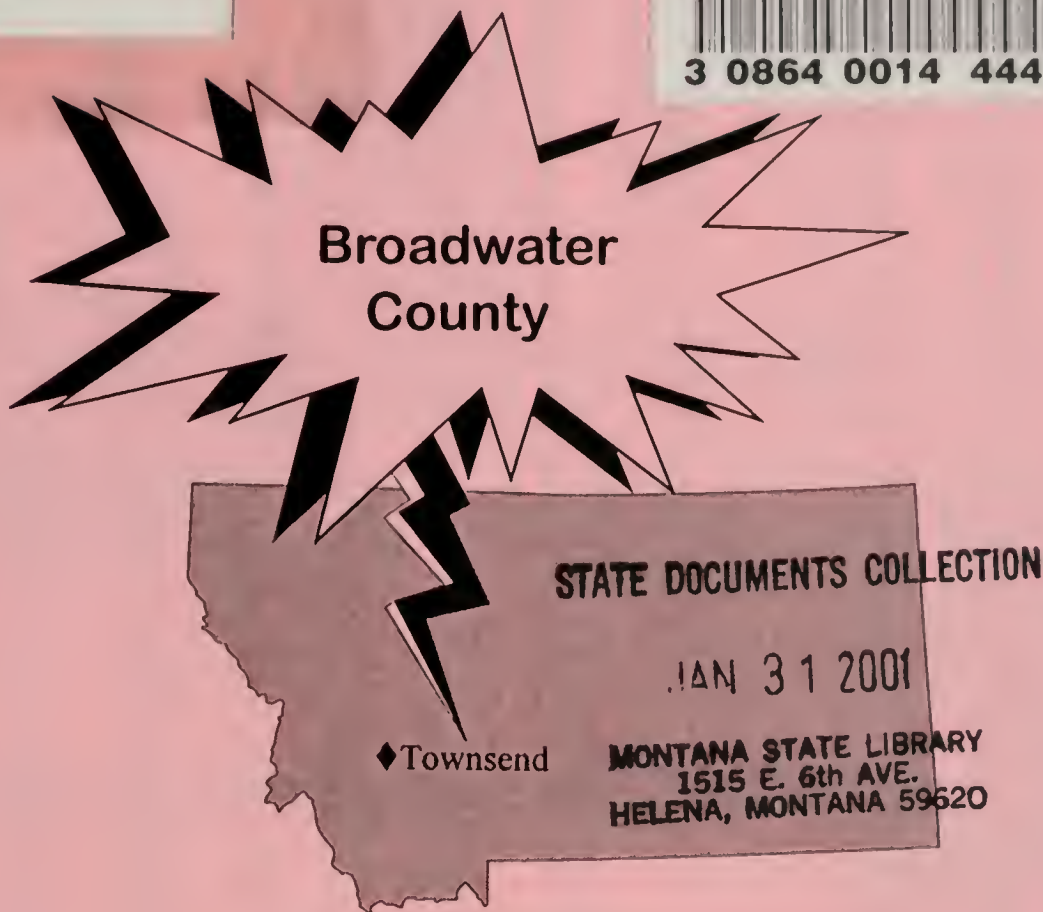 3 0864 0014 444
Broadwater
County
STATE DOCUMENTS COLLECTION
JAN 31 2001
Townsend
MONTANA STATE LIBRARY
1515 E. 6th AVE.
HELENA, MONTANA 59620